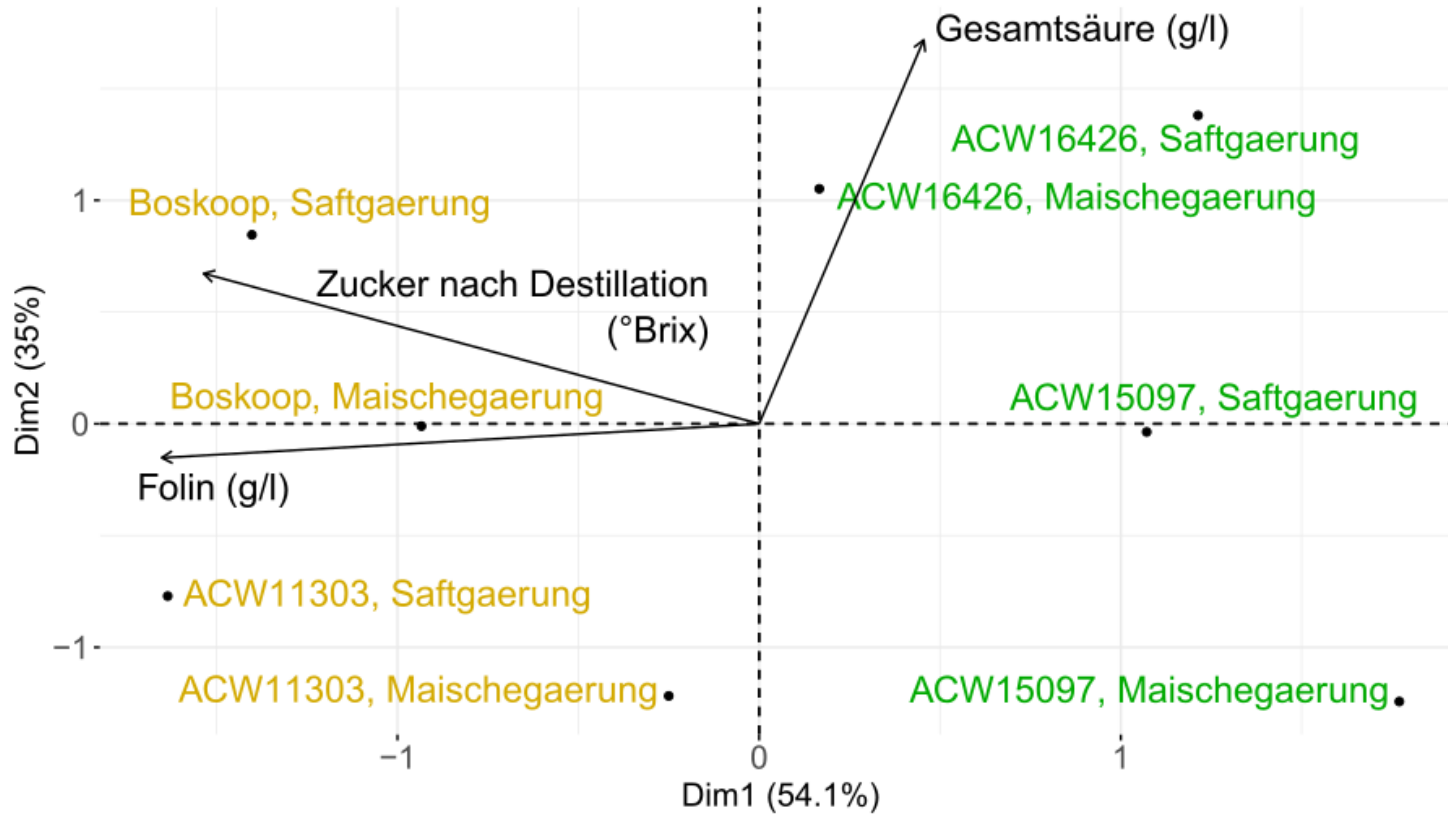 Gesamtsäure (g/l)
ACW16426, Saftgaerung
ACW16426, Maischegaerung
Boskoop, Saftgaerung
Zucker nach Destillation
(°Brix)
Boskoop, Maischegaerung
ACW15097, Saftgaerung
Folin (g/l)
ACW11303, Saftgaerung
ACW11303, Maischegaerung
ACW15097, Maischegaerung
1
0
−1
Dim2 (35%)
−1
0
1
Dim1 (54.1%)